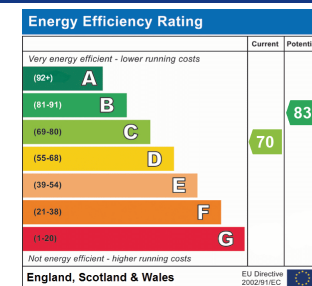 Energy Efficiency Rating
Current Potenti
Very energy efficient - lower running costs
(92+) A
(81-91) B
83
(69-80) C
70
(55-68) D
(39-54) E
(21-38) F
(1-20) G
Not energy efficient - higher running costs
England, Scotland & Wales
EU Directive
2002/91/EC